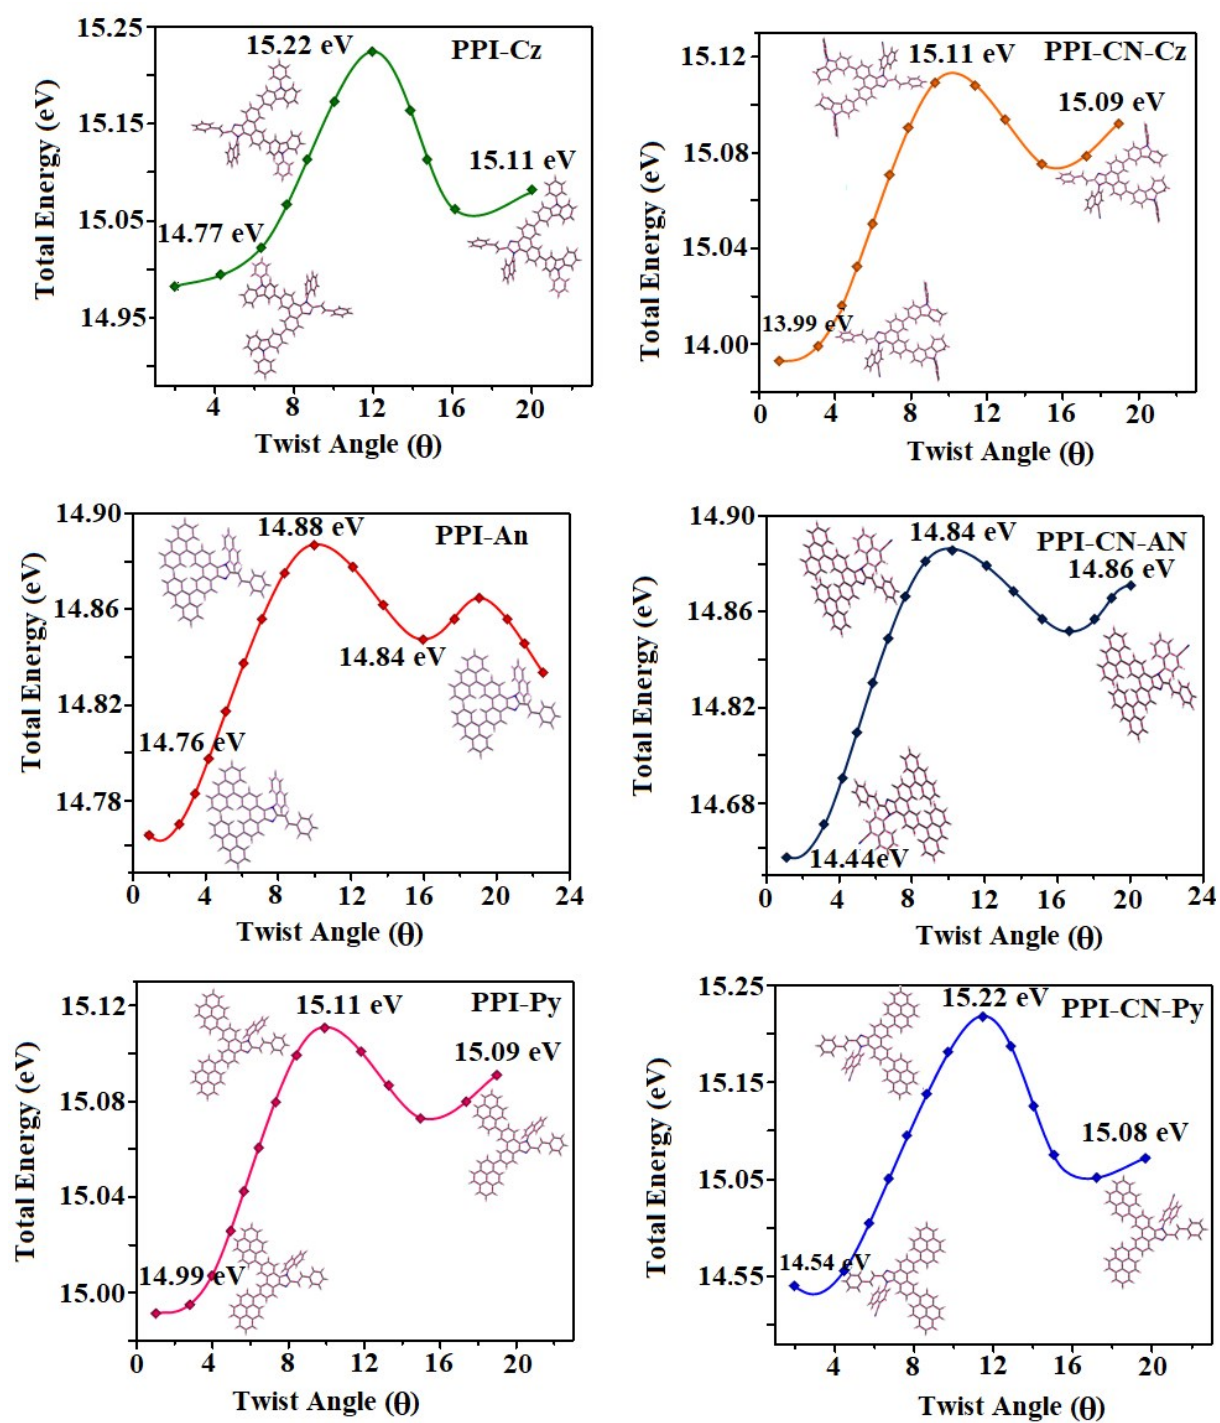 15.25
15.15
15.05
14.95
Total Energy (eV)
15.22 eV
PPI-Cz
15.11 eV
14.77 eV
4 8 12 16 20
Twist Angle (θ)
15.12
15.08
15.04
14.00
Total Energy (eV)
15.11 eV
PPI-CN-Cz
15.09 eV
13.99 eV
0 4 8 12 16 20
Twist Angle (θ)
14.90
14.86
14.82
14.78
Total Energy (eV)
14.88 eV
PPI-An
14.84 eV
14.76 eV
0 4 8 12 16 20 24
Twist Angle (θ)
14.90
14.86
14.82
14.68
Total Energy (eV)
14.84 eV
PPI-CN-AN
14.86 eV
14.44eV
0 4 8 12 16 20 24
Twist Angle (θ)
15.12
15.08
15.04
15.00
Total Energy (eV)
15.11 eV
PPI-Py
15.09 eV
14.99 eV
0 4 8 12 16 20
Twist Angle (θ)
15.25
15.15
15.05
14.55
Total Energy (eV)
15.22 eV
PPI-CN-Py
15.08 eV
14.54 eV
4 8 12 16 20
Twist Angle (θ)